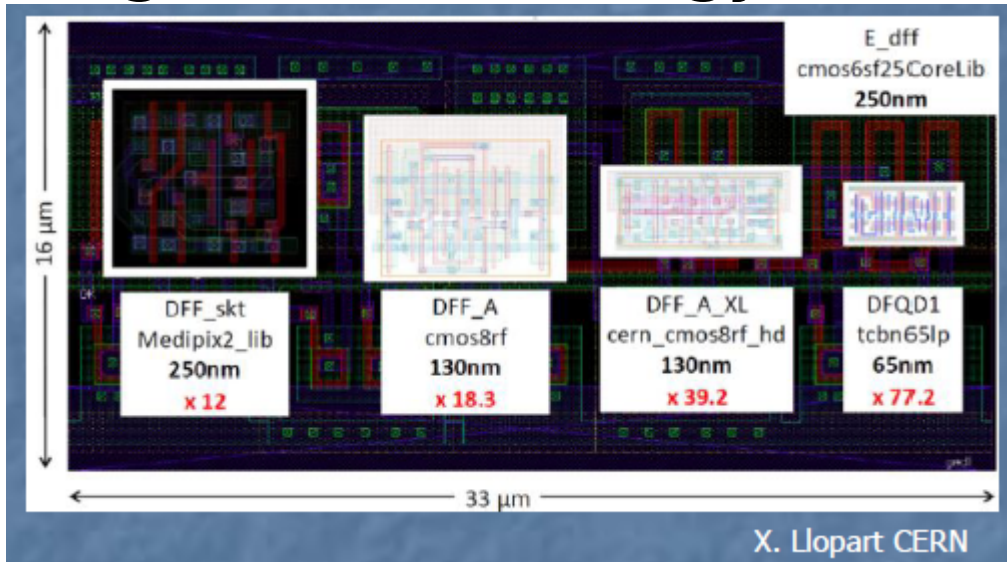 E_dff
cmos6sf25CoreLib
250nm
16 µm
DFF_skt
Medipix2_lib
250nm
x 12
DFF_A
cmos8rf
130nm
x 18.3
DFF_A_XL
cern_cmos8rf_hd
130nm
x 39.2
DFQD1
tcbn65lp
65nm
x 77.2
33 µm
X. Llopart CERN